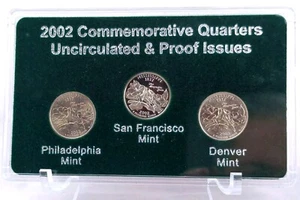 2002 Commemorative Quarters
Uncirculated & Proof Issues
San Francisco
Mint
Philadelphia
Mint
Denver
Mint